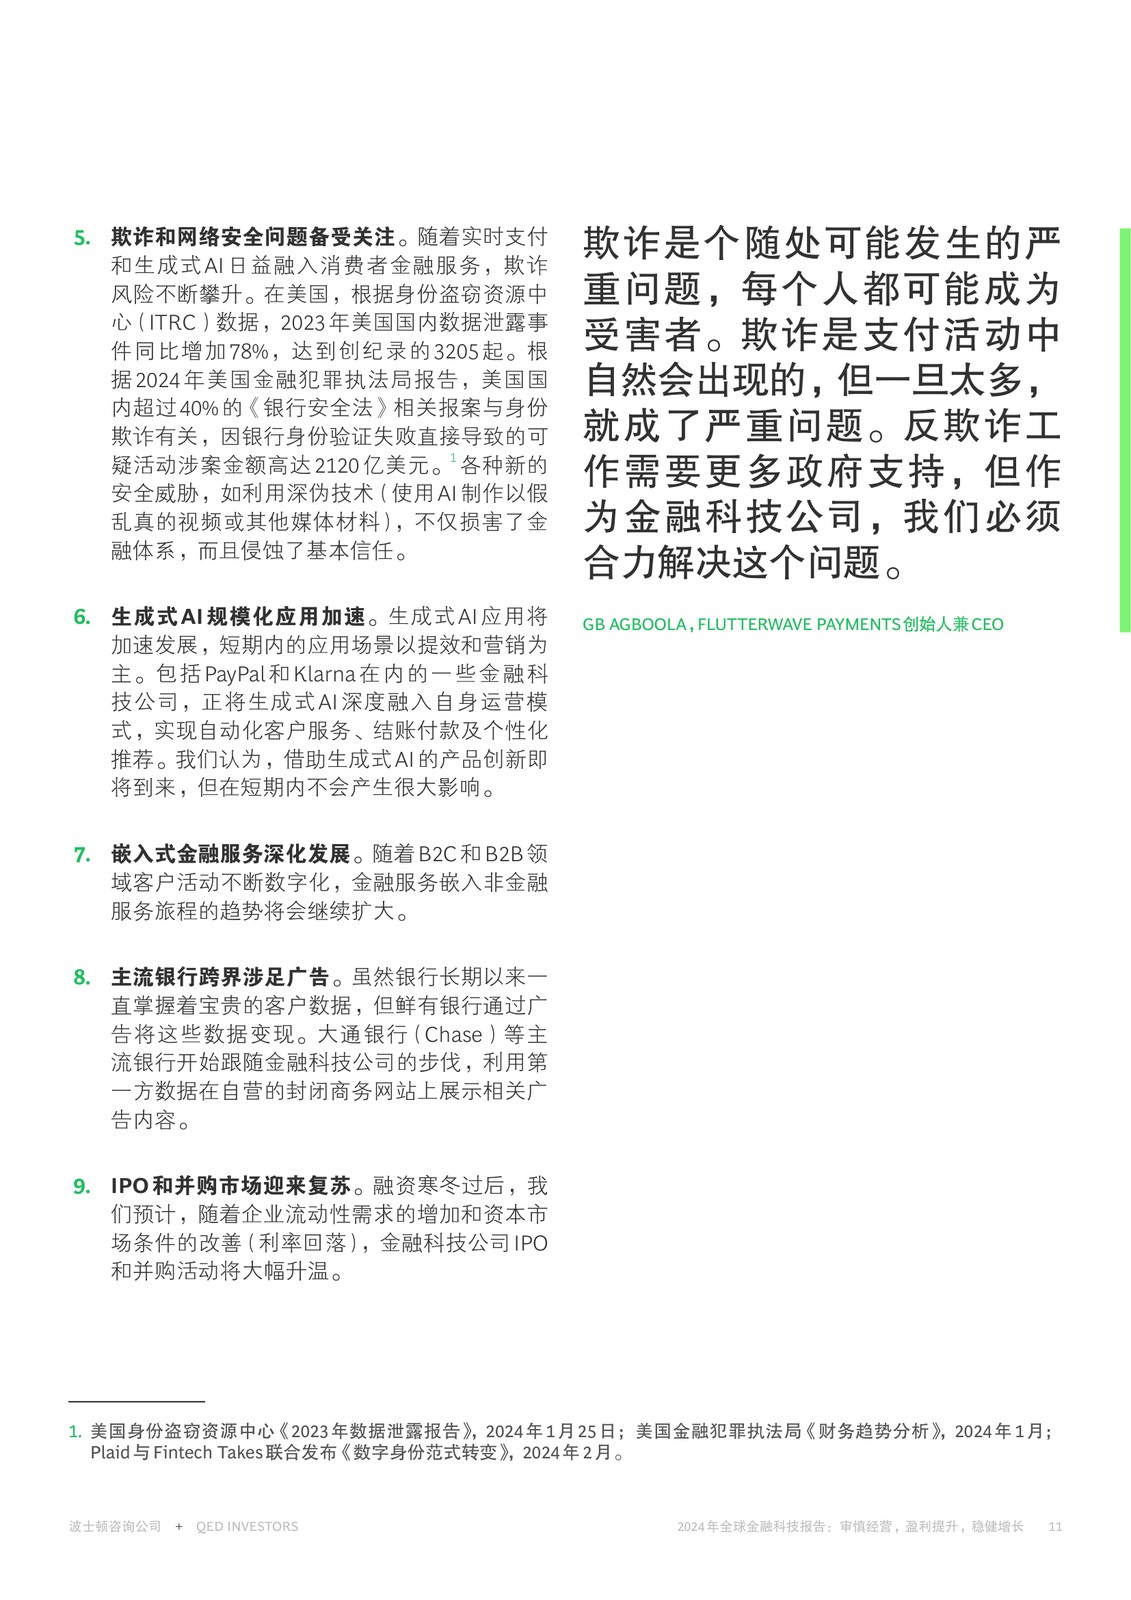 5. 欺诈和网络安全问题备受关注。随着实时支付
和生成式AI日益融入消费者金融服务，欺诈
风险不断攀升。在美国，根据身份盗窃资源中
心（ITRC）数据，2023年美国国内数据泄露事
件同比增加78%，达到创纪录的3205起。根
据2024年美国金融犯罪执法局报告，美国国
内超过40%的《银行安全法》相关报案与身份
欺诈有关，因银行身份验证失败直接导致的可
疑活动涉案金额高达2120亿美元。1各种新的
安全威胁，如利用深伪技术（使用AI制作以假
乱真的视频或其他媒体材料），不仅损害了金
融体系，而且侵蚀了基本信任。
6. 生成式AI规模化应用加速。生成式AI应用将
加速发展，短期内的应用场景以提效和营销为
主。包括PayPal和Klarna在内的一些金融科
技公司，正将生成式AI深度融入自身运营模
式，实现自动化客户服务、结账付款及个性化
推荐。我们认为，借助生成式AI的产品创新即
将到来，但在短期内不会产生很大影响。
7. 嵌入式金融服务深化发展。随着B2C和B2B领
域客户活动不断数字化，金融服务嵌入非金融
服务旅程的趋势将会继续扩大。
8. 主流银行跨界涉足广告。虽然银行长期以来一
直掌握着宝贵的客户数据，但鲜有银行通过广
告将这些数据变现。大通银行（Chase）等主
流银行开始跟随金融科技公司的步伐，利用第
一方数据在自营的封闭商务网站上展示相关广
告内容。
9. IPO和并购市场迎来复苏。融资寒冬过后，我
们预计，随着企业流动性需求的增加和资本市
场条件的改善（利率回落），金融科技公司IPO
和并购活动将大幅升温。
欺诈是个随处可能发生的严
重问题，每个人都可能成为
受害者。欺诈是支付活动中
自然会出现的，但一旦太多，
就成了严重问题。反欺诈工
作需要更多政府支持，但作
为金融科技公司，我们必须
合力解决这个问题。
GB AGBOOLA，FLUTTERWAVE PAYMENTS创始人兼CEO
1. 美国身份盗窃资源中心《2023年数据泄露报告》，2024年1月25日；美国金融犯罪执法局《财务趋势分析》，2024年1月；
Plaid与Fintech Takes联合发布《数字身份范式转变》，2024年2月。
波士顿咨询公司 + QED INVESTORS
2024年全球金融科技报告：审慎经营，盈利提升，稳健增长 11